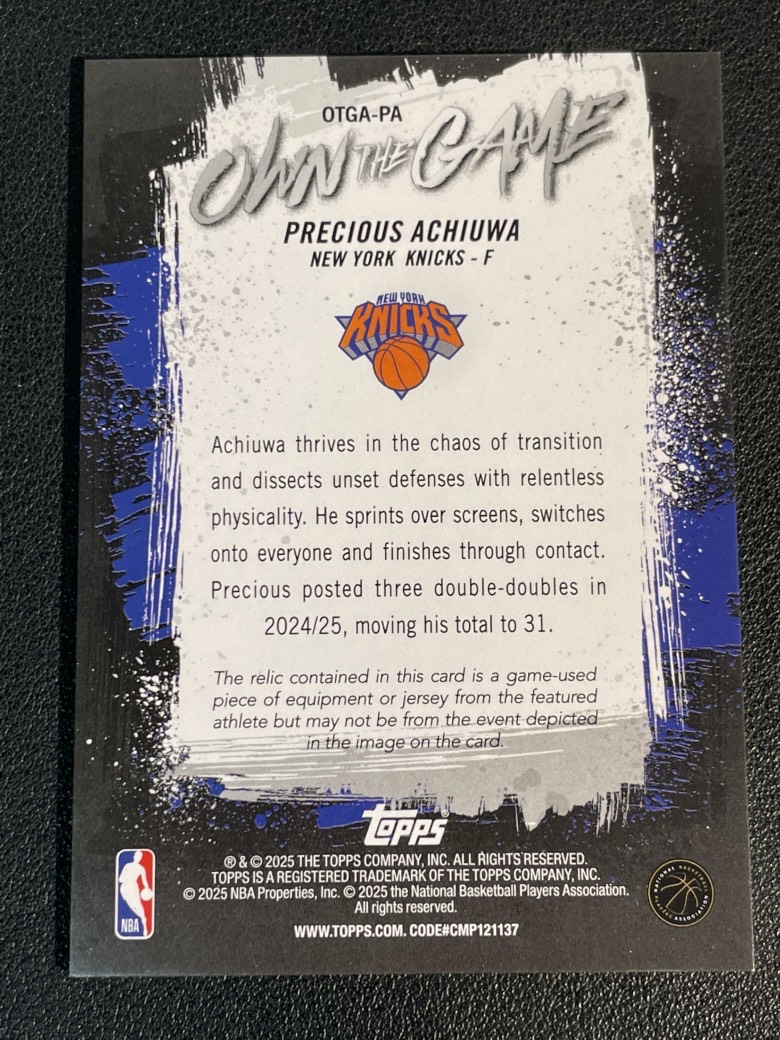 OTGA-PA
OWN THE GAME
PRECIOUS ACHIUWA
NEW YORK KNICKS - F
NEW YORK
KNICKS
Achiuwa thrives in the chaos of transition
and dissects unset defenses with relentless
physicality. He sprints over screens, switches
onto everyone and finishes through contact.
Precious posted three double-doubles in
2024/25, moving his total to 31.
The relic contained in this card is a game-used
piece of equipment or jersey from the featured
athlete but may not be from the event depicted
in the image on the card.
Topps®
® & © 2025 THE TOPPS COMPANY, INC. ALL RIGHTS RESERVED.
TOPPS IS A REGISTERED TRADEMARK OF THE TOPPS COMPANY, INC.
© 2025 NBA Properties, Inc. © 2025 the National Basketball Players Association.
All rights reserved.
WWW.TOPPS.COM. CODE#CMP121137
NBA
NATIONAL BASKETBALL PLAYERS ASSOCIATION